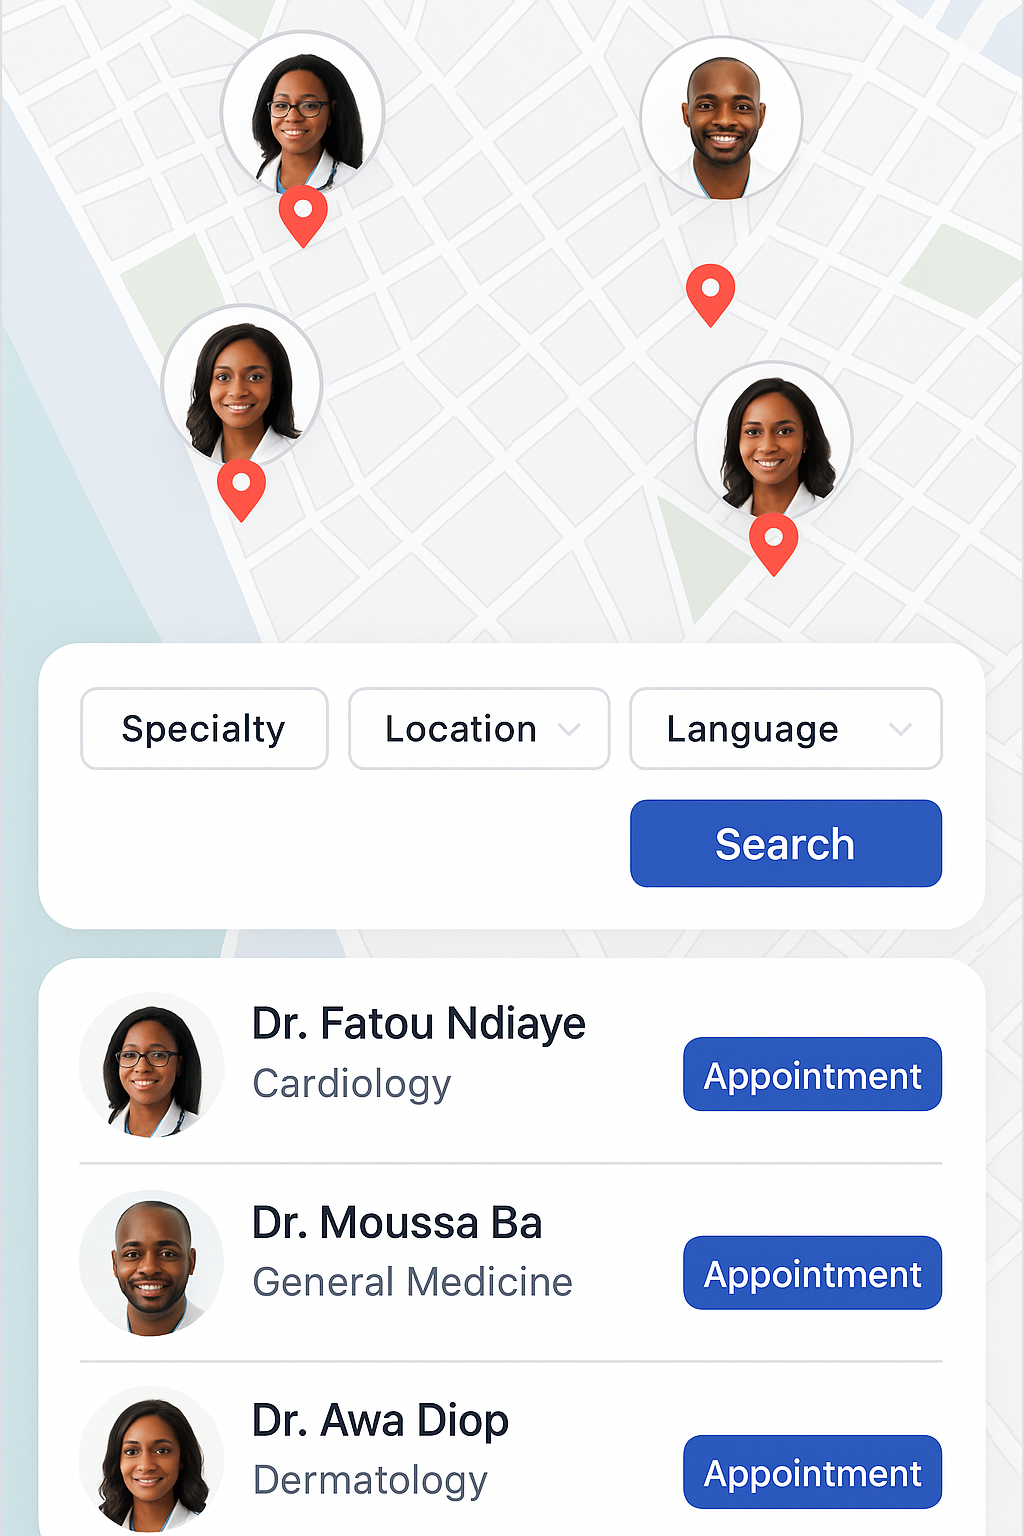 Specialty
Location
Language
Search
Dr. Fatou Ndiaye
Cardiology
Appointment
Dr. Moussa Ba
General Medicine
Appointment
Dr. Awa Diop
Dermatology
Appointment